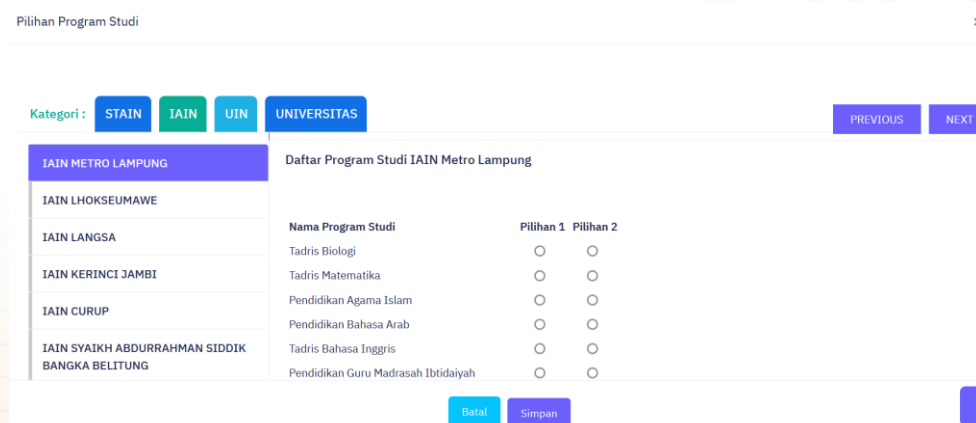 Pilihan Program Studi
Kategori :
STAIN
IAIN
UIN
UNIVERSITAS
PREVIOUS
NEXT
IAIN METRO LAMPUNG
IAIN LHOKSEUMAWE
IAIN LANGSA
IAIN KERINCI JAMBI
IAIN CURUP
IAIN SYAIKH ABDURRAHMAN SIDDIK
BANGKA BELITUNG
Daftar Program Studi IAIN Metro Lampung
Nama Program Studi Pilihan 1 Pilihan 2
Tadris Biologi
Tadris Matematika
Pendidikan Agama Islam
Pendidikan Bahasa Arab
Tadris Bahasa Inggris
Pendidikan Guru Madrasah Ibtidaiyah
Batal
Simpan